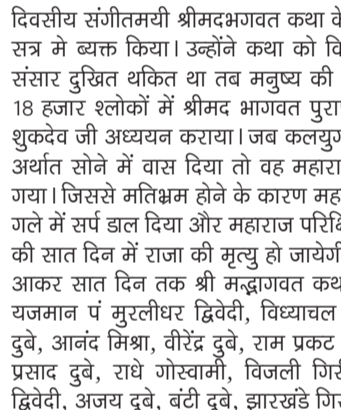 दिवसीय संगीतमयी श्रीमदभगवत कथा के
सत्र मे ब्यक्त किया। उन्होंने कथा को वि
संसार दुखित थकित था तब मनुष्य की
18 हजार श्लोकों में श्रीमद भागवत पुरा
शुकदेव जी अध्ययन कराया। जब कलयुग
अर्थात सोने में वास दिया तो वह महारा
गया। जिससे मतिभ्रम होने के कारण मह
गले में सर्प डाल दिया और महाराज परिक्षि
की सात दिन में राजा की मृत्यु हो जायेगी
आकर सात दिन तक श्री मद्भागवत कथ
यजमान पं मुरलीधर द्विवेदी, विध्याचल
दुबे, आनंद मिश्रा, वीरेंद्र दुबे, राम प्रकट
प्रसाद दुबे, राधे गोस्वामी, विजली गिरी
द्विवेदी, अजय दुबे, बंटी दुबे, झारखंडे गिर